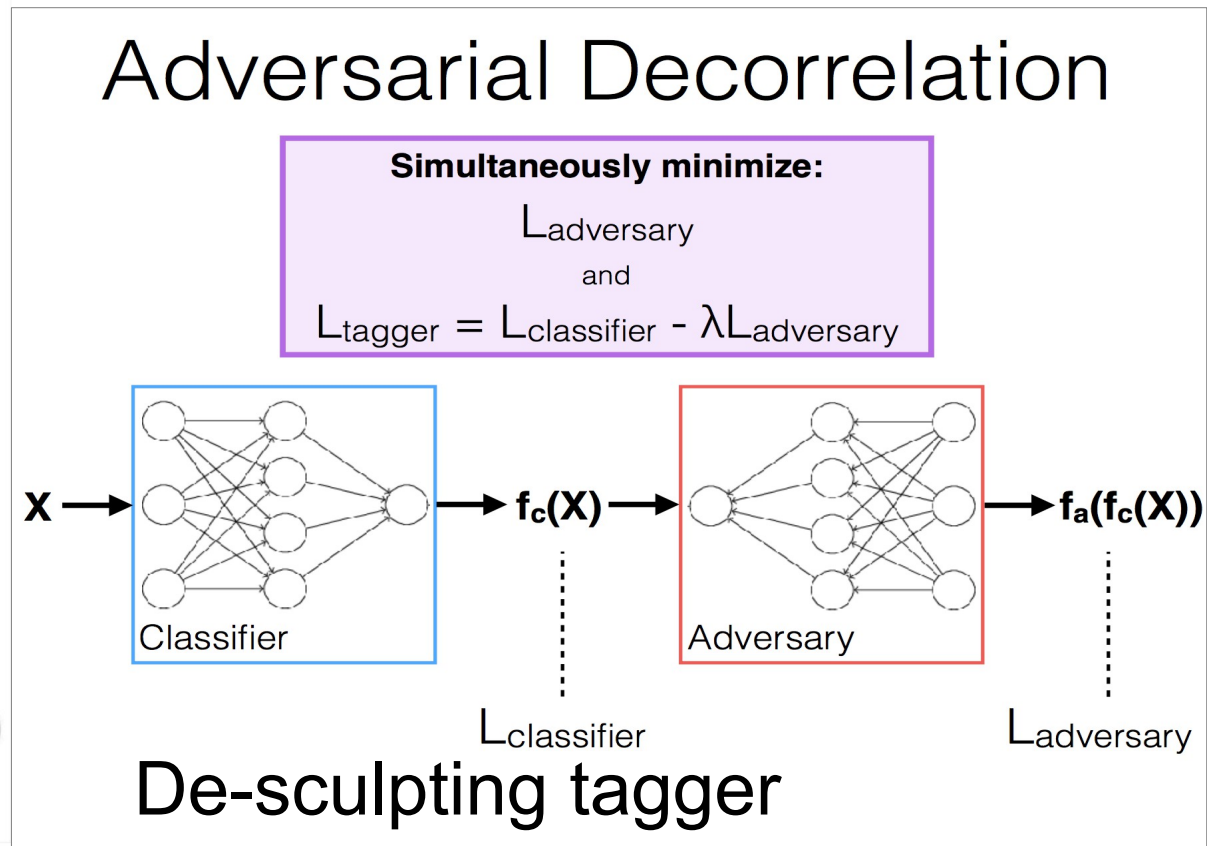 Adversarial Decorrelation
Simultaneously minimize:
Ladversary
and
Ltagger = Lclassifier - λLadversary
X
fc(X)
fa(fc(X))
Classifier
Adversary
Lclassifier
Ladversary
De-sculpting tagger